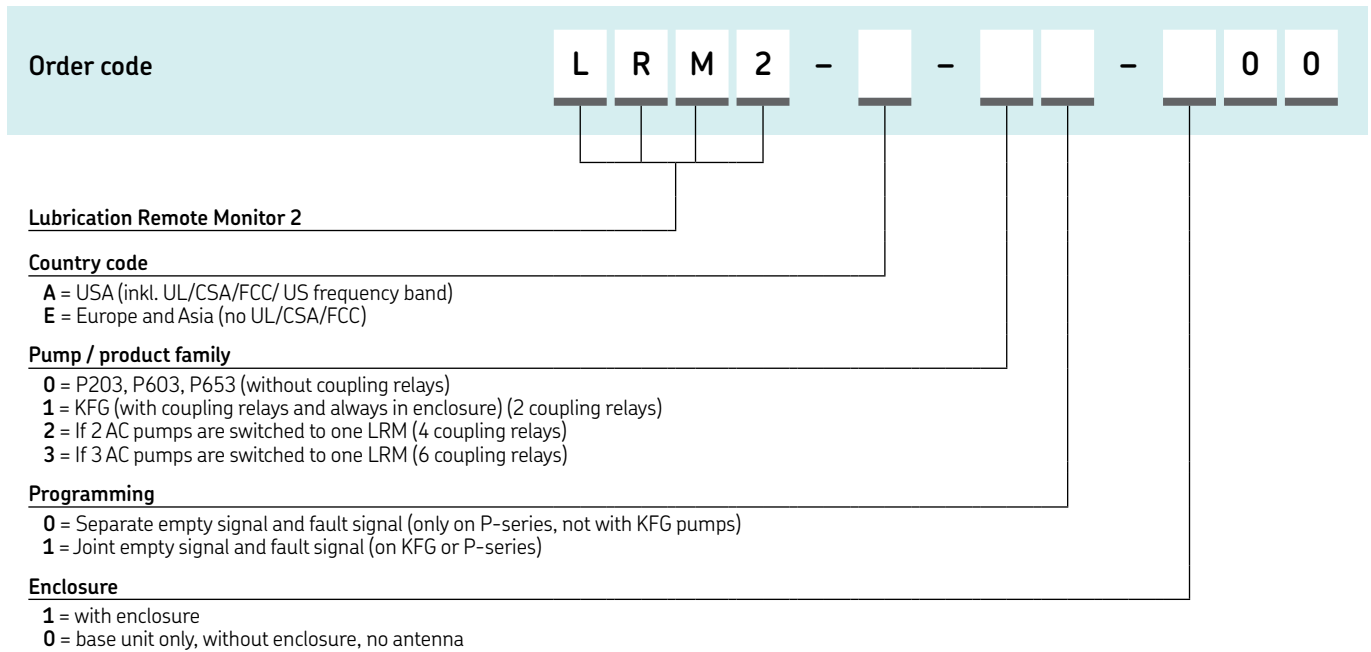 Order code L R M 2 – – – 0 0
Lubrication Remote Monitor 2
Country code
A = USA (inkl. UL/CSA/FCC/ US frequency band)
E = Europe and Asia (no UL/CSA/FCC)
Pump / product family
0 = P203, P603, P653 (without coupling relays)
1 = KFG (with coupling relays and always in enclosure) (2 coupling relays)
2 = If 2 AC pumps are switched to one LRM (4 coupling relays)
3 = If 3 AC pumps are switched to one LRM (6 coupling relays)
Programming
0 = Separate empty signal and fault signal (only on P-series, not with KFG pumps)
1 = Joint empty signal and fault signal (on KFG or P-series)
Enclosure
1 = with enclosure
0 = base unit only, without enclosure, no antenna